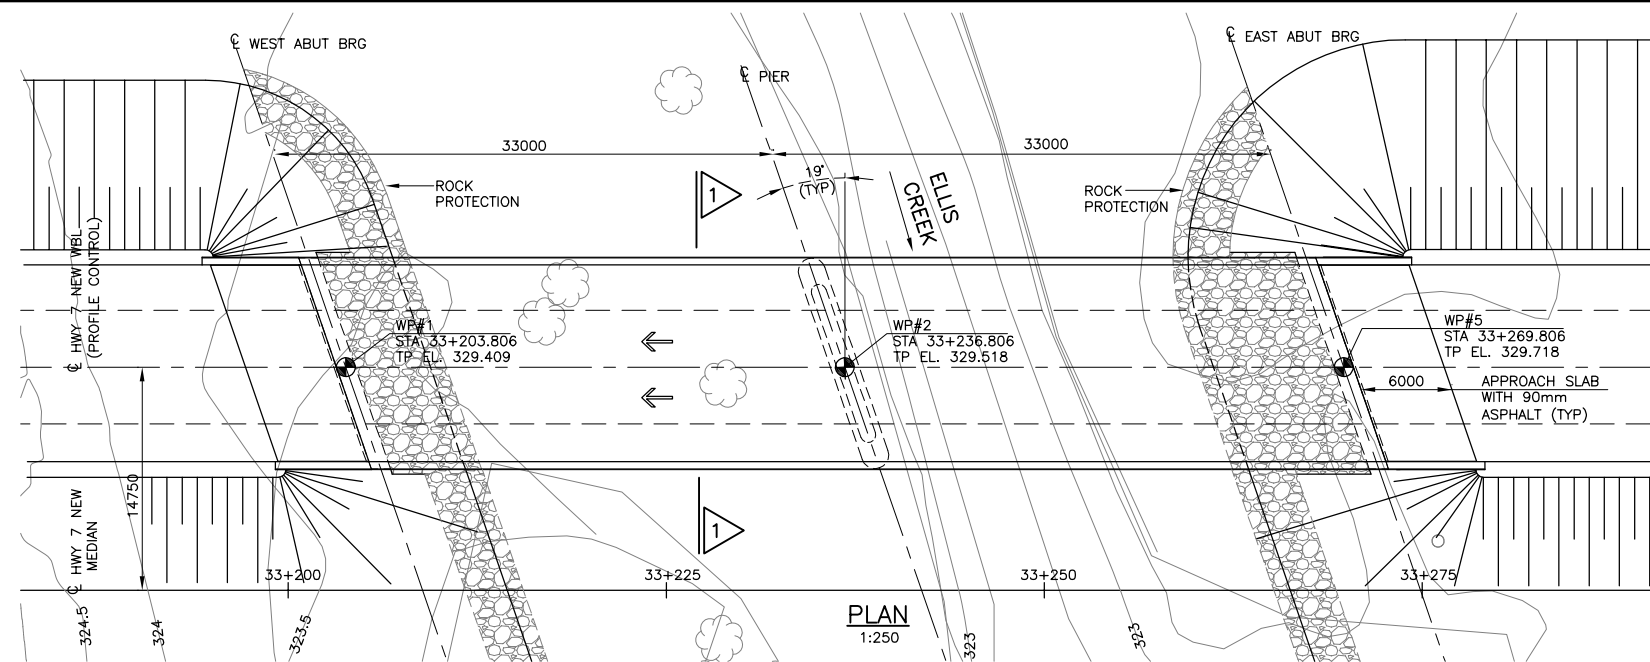 ℄ WEST ABUT BRG
℄ PIER
℄ EAST ABUT BRG
33000
33000
19°
(TYP)
ROCK
PROTECTION
1
ELLIS
CREEK
ROCK
PROTECTION
℄ HWY 7 NEW WBL
(PROFILE CONTROL)
WP#1
STA 33+203.806
TP EL. 329.409
WP#2
STA 33+236.806
TP EL. 329.518
WP#5
STA 33+269.806
TP EL. 329.718
6000
APPROACH SLAB
WITH 90mm
ASPHALT (TYP)
14750
℄ HWY 7 NEW
MEDIAN
1
33+200
33+225
33+250
33+275
324.5
324
323.5
PLAN
1:250
323
323